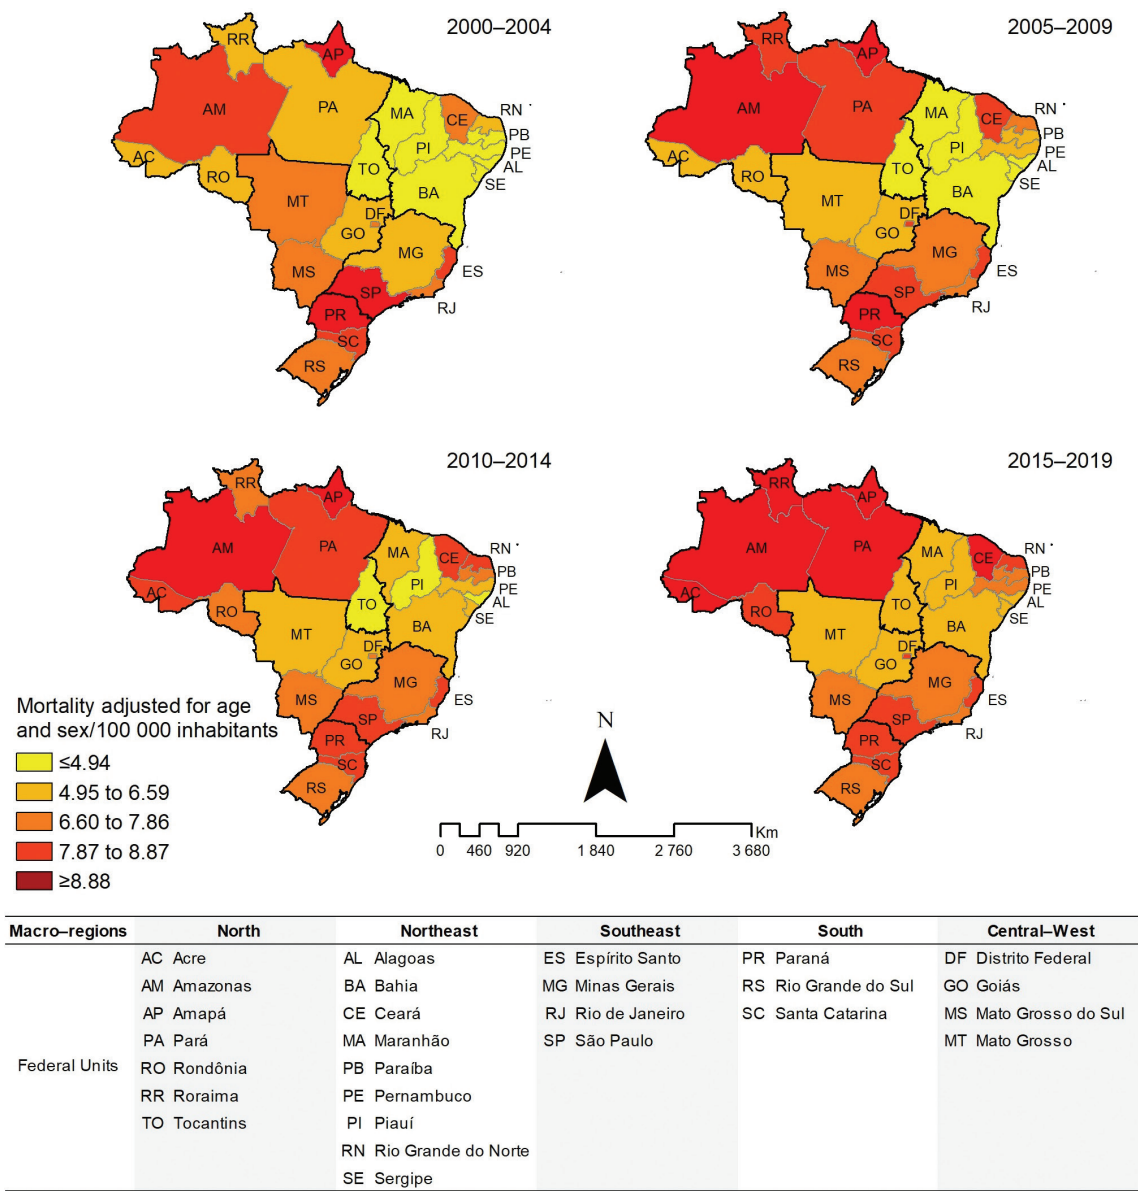 2000–2004
RR
AP
AM
PA
MA
CE
RN
PB
PE
AL
SE
PI
AC
RO
TO
BA
MT
DF
GO
MG
ES
MS
SP
RJ
PR
SC
RS
2005–2009
RR
AP
AM
PA
MA
CE
RN
PB
PE
AL
SE
PI
AC
RO
TO
BA
MT
DF
GO
MG
ES
MS
SP
RJ
PR
SC
RS
2010–2014
RR
AP
AM
PA
MA
CE
RN
PB
PE
AL
SE
PI
AC
RO
TO
BA
MT
DF
GO
MG
ES
MS
SP
RJ
PR
SC
RS
2015–2019
RR
AP
AM
PA
MA
CE
RN
PB
PE
AL
SE
PI
AC
RO
TO
BA
MT
DF
GO
MG
ES
MS
SP
RJ
PR
SC
RS
Mortality adjusted for age
and sex/100 000 inhabitants
≤4.94
4.95 to 6.59
6.60 to 7.86
7.87 to 8.87
≥8.88
N
Km
0 460 920 1 840 2 760 3 680
Macro–regions North Northeast Southeast South Central–West
AC Acre AL Alagoas ES Espírito Santo PR Paraná DF Distrito Federal
AM Amazonas BA Bahia MG Minas Gerais RS Rio Grande do Sul GO Goiás
AP Amapá CE Ceará RJ Rio de Janeiro SC Santa Catarina MS Mato Grosso do Sul
PA Pará MA Maranhão SP São Paulo MT Mato Grosso
Federal Units RO Rondônia PB Paraíba
RR Roraima PE Pernambuco
TO Tocantins PI Piauí
RN Rio Grande do Norte
SE Sergipe